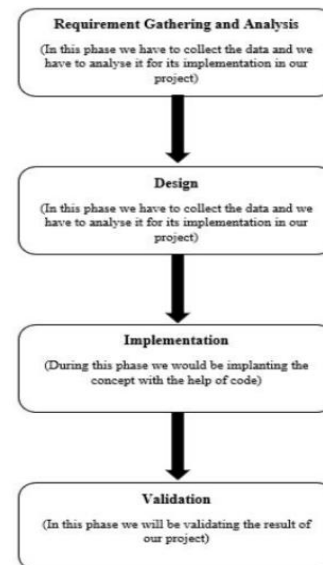 Requirement Gathering and Analysis
(In this phase we have to collect the data and we
have to analyse it for its implementation in our
project)
Design
(In this phase we have to collect the data and we
have to analyse it for its implementation in our
project)
Implementation
(During this phase we would be implanting the
concept with the help of code)
Validation
(In this phase we will be validating the result of
our project)